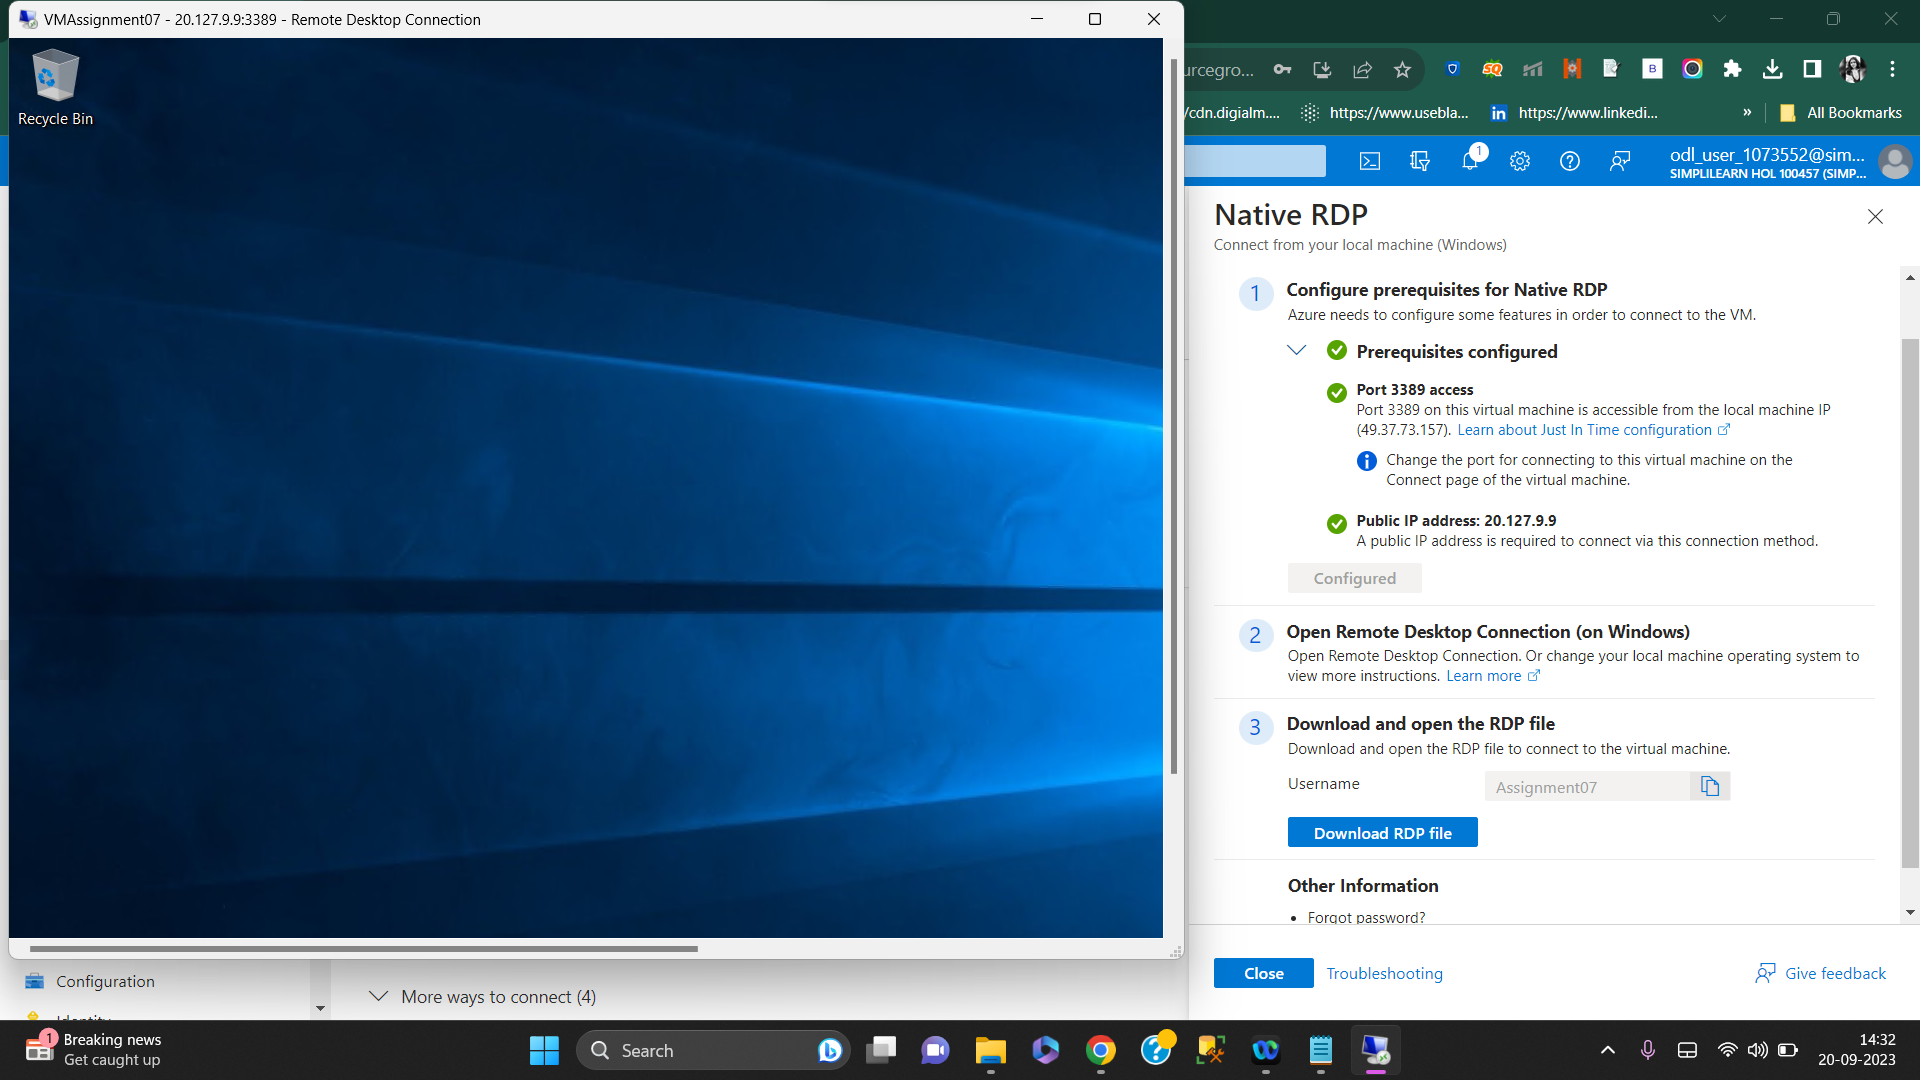 VMAssignment07 - 20.127.9.9:3389 - Remote Desktop Connection
Recycle Bin
urcegro...
/cdn.digialm....
https://www.usebla...
https://www.linkedi...
»
All Bookmarks
1
odl_user_1073552@sim...
SIMPLILEARN HOL 100457 (SIMP...
Native RDP
Connect from your local machine (Windows)
1
Configure prerequisites for Native RDP
Azure needs to configure some features in order to connect to the VM.
Prerequisites configured
Port 3389 access
Port 3389 on this virtual machine is accessible from the local machine IP
(49.37.73.157). Learn about Just In Time configuration
Change the port for connecting to this virtual machine on the
Connect page of the virtual machine.
Public IP address: 20.127.9.9
A public IP address is required to connect via this connection method.
Configured
2
Open Remote Desktop Connection (on Windows)
Open Remote Desktop Connection. Or change your local machine operating system to
view more instructions. Learn more
3
Download and open the RDP file
Download and open the RDP file to connect to the virtual machine.
Username
Assignment07
Download RDP file
Other Information
• Forgot password?
Close
Troubleshooting
Give feedback
Configuration
Identity
More ways to connect (4)
1
Breaking news
Get caught up
Search
14:32
20-09-2023